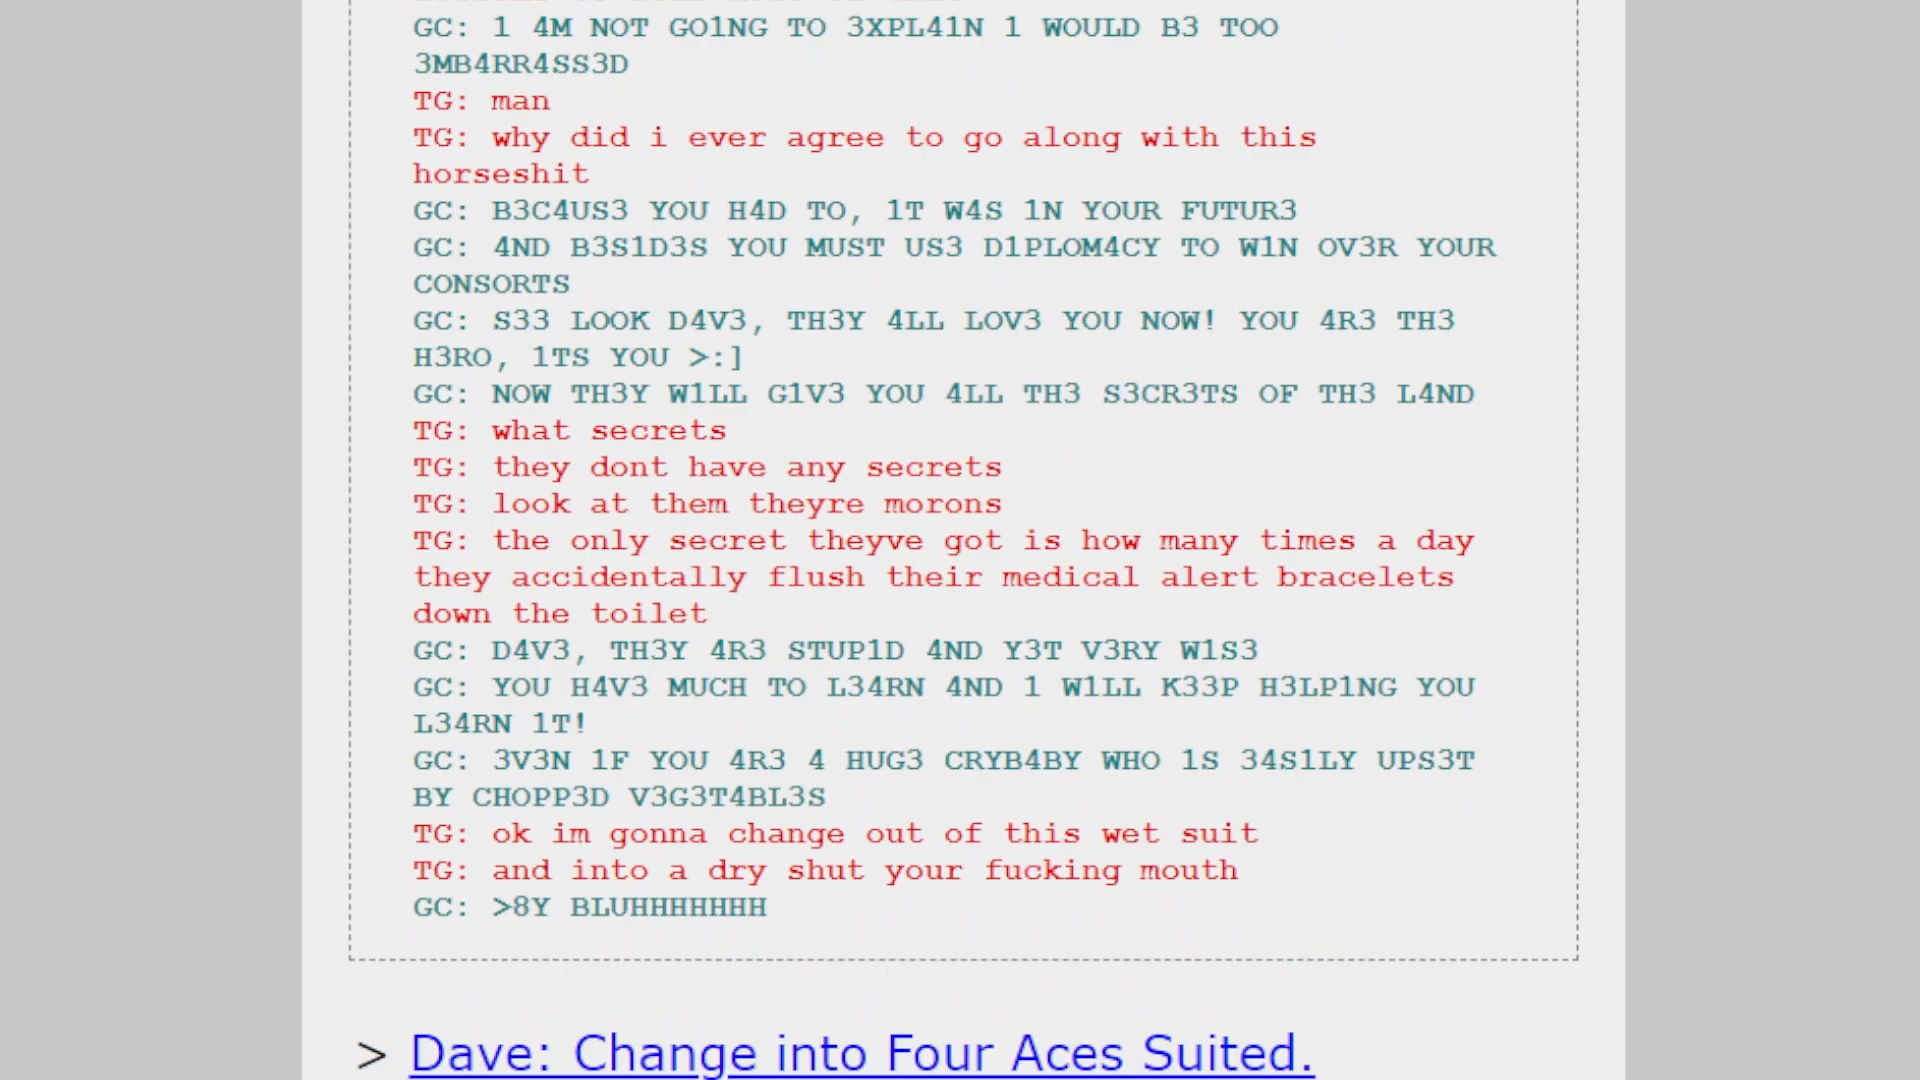 GC: 1 4M NOT GO1NG TO 3XPL41N 1 WOULD B3 TOO
3MB4RR4SS3D
TG: man
TG: why did i ever agree to go along with this
horseshit
GC: B3C4US3 YOU H4D TO, 1T W4S 1N YOUR FUTUR3
GC: 4ND B3S1D3S YOU MUST US3 D1PLOM4CY TO W1N OV3R YOUR
CONSORTS
GC: S33 LOOK D4V3, TH3Y 4LL LOV3 YOU NOW! YOU 4R3 TH3
H3RO, 1TS YOU >:]
GC: NOW TH3Y W1LL G1V3 YOU 4LL TH3 S3CR3TS OF TH3 L4ND
TG: what secrets
TG: they dont have any secrets
TG: look at them theyre morons
TG: the only secret theyve got is how many times a day
they accidentally flush their medical alert bracelets
down the toilet
GC: D4V3, TH3Y 4R3 STUP1D 4ND Y3T V3RY W1S3
GC: YOU H4V3 MUCH TO L34RN 4ND 1 W1LL K33P H3LP1NG YOU
L34RN 1T!
GC: 3V3N 1F YOU 4R3 4 HUG3 CRYB4BY WHO 1S 34S1LY UPS3T
BY CHOPP3D V3G3T4BL3S
TG: ok im gonna change out of this wet suit
TG: and into a dry shut your fucking mouth
GC: >8Y BLUHHHHHHH
> Dave: Change into Four Aces Suited.